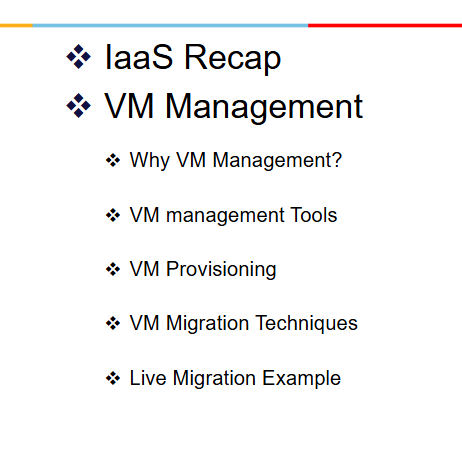 ❖ IaaS Recap
❖ VM Management
❖ Why VM Management?
❖ VM management Tools
❖ VM Provisioning
❖ VM Migration Techniques
❖ Live Migration Example